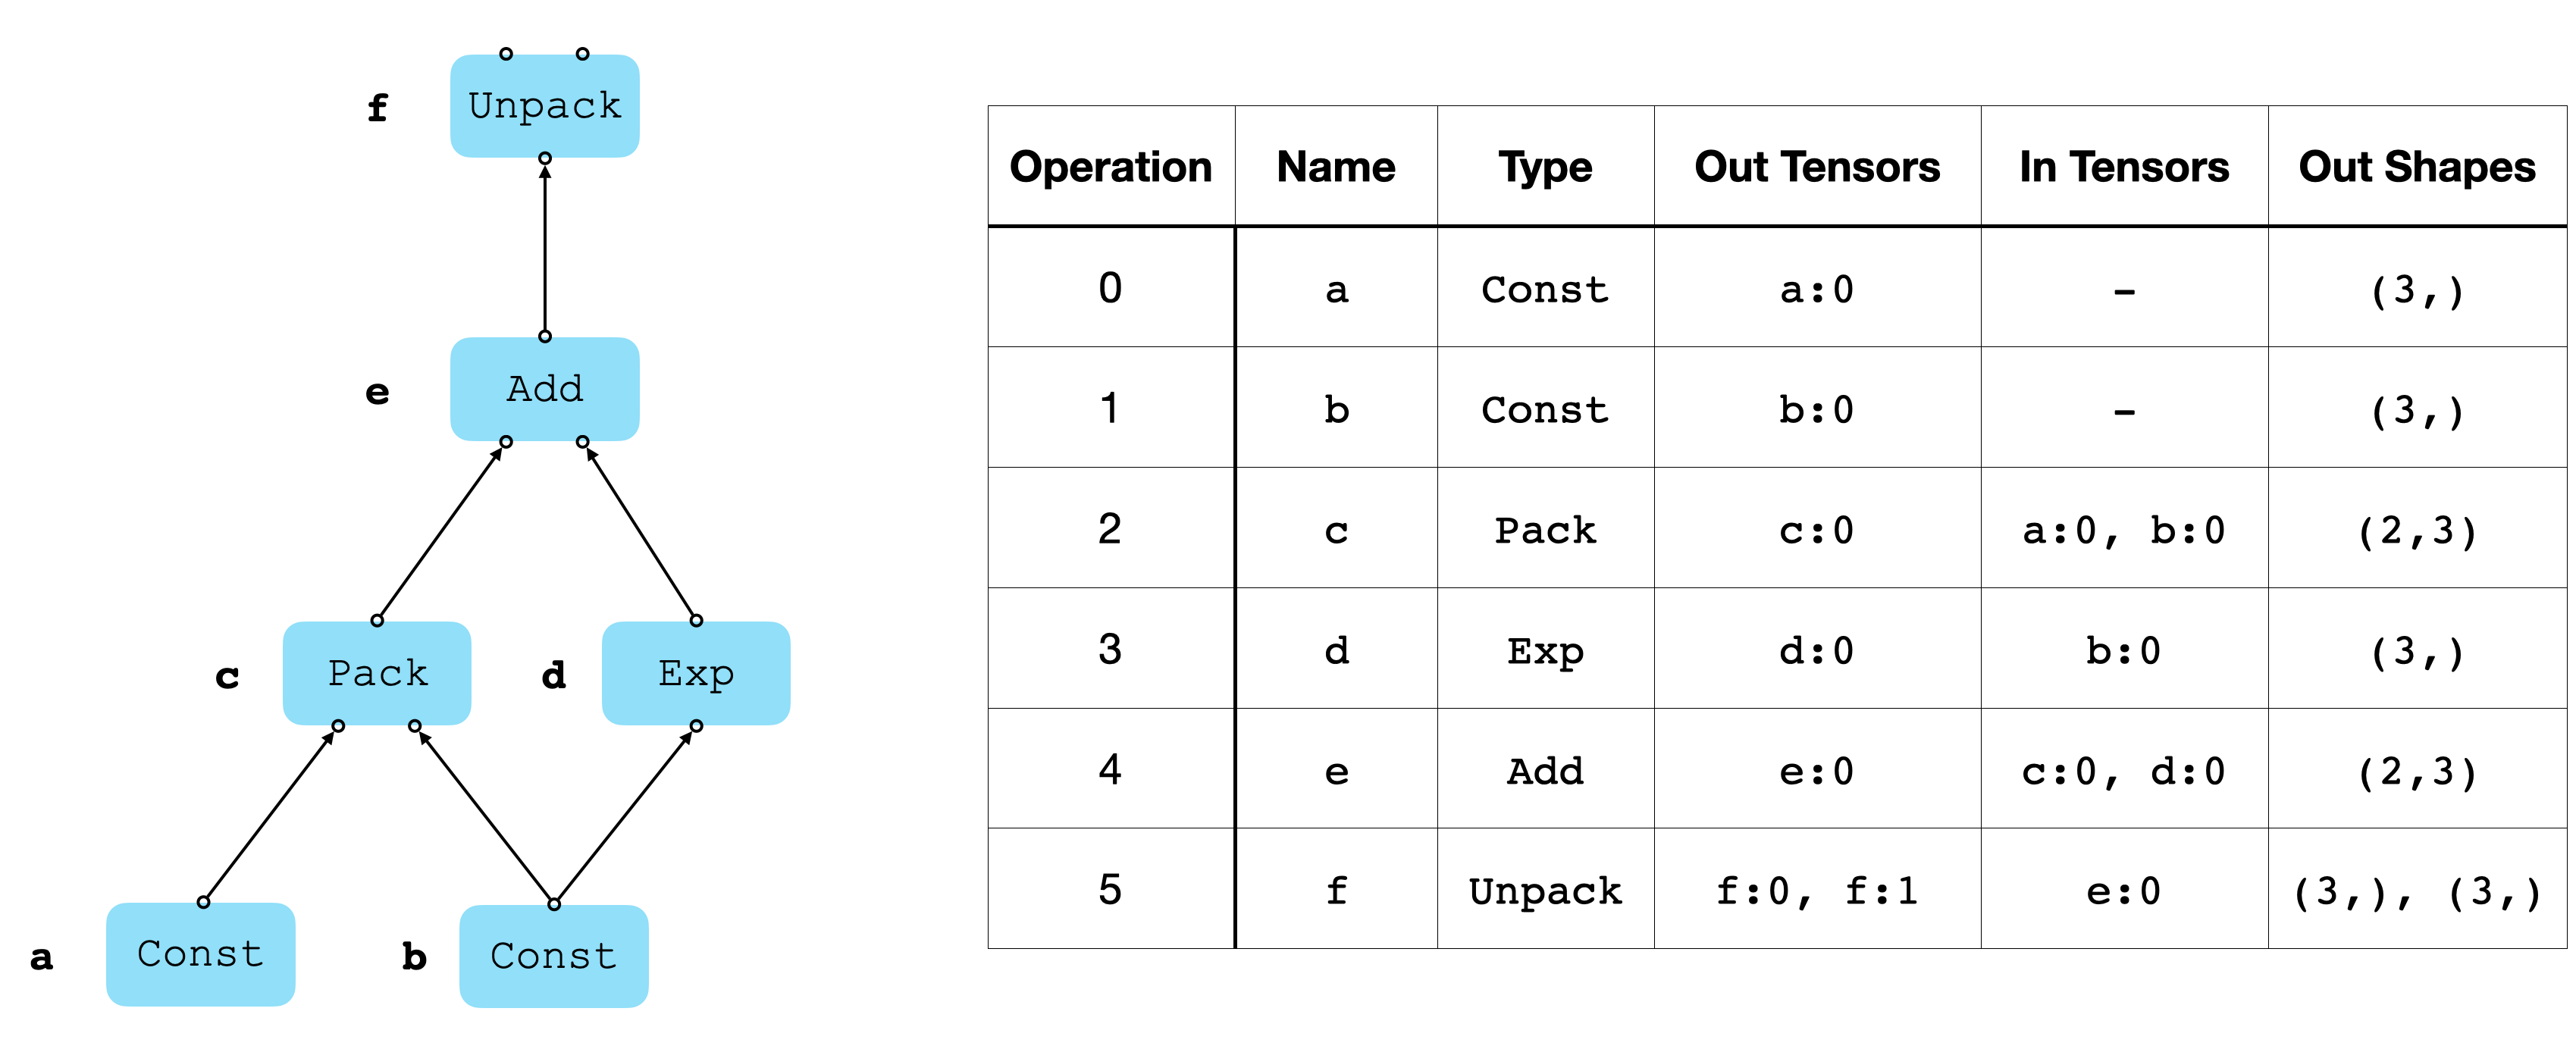 f Unpack
e Add
c Pack d Exp
a Const b Const
Operation Name Type Out Tensors In Tensors Out Shapes
0 a Const a:0 - (3,)
1 b Const b:0 - (3,)
2 c Pack c:0 a:0, b:0 (2,3)
3 d Exp d:0 b:0 (3,)
4 e Add e:0 c:0, d:0 (2,3)
5 f Unpack f:0, f:1 e:0 (3,), (3,)